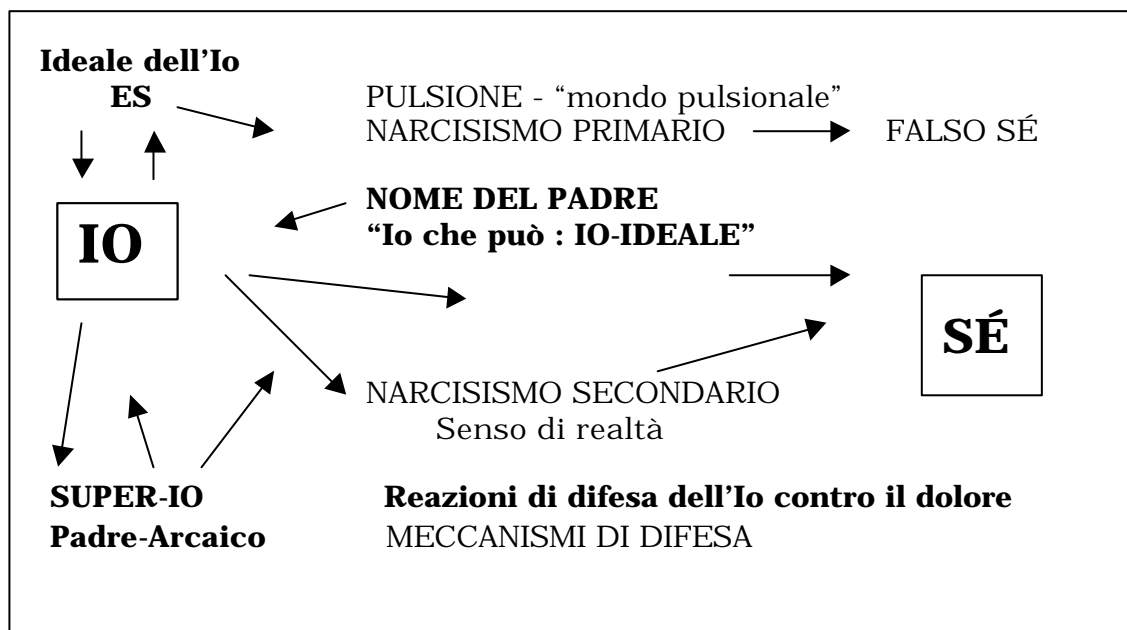 Ideale dell’Io
ES
PULSIONE - “mondo pulsionale”
NARCISISMO PRIMARIO
FALSO SÉ
NOME DEL PADRE
“Io che può : IO-IDEALE”
IO
SÉ
NARCISISMO SECONDARIO
Senso di realtà
SUPER-IO
Padre-Arcaico
Reazioni di difesa dell’Io contro il dolore
MECCANISMI DI DIFESA